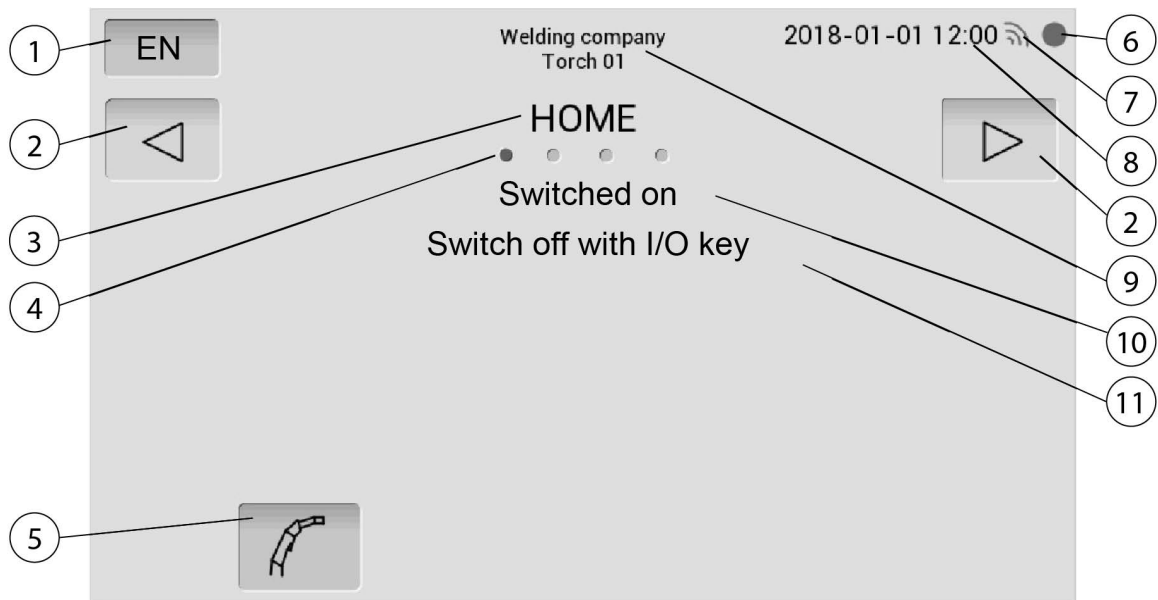 1
EN
Welding company
Torch 01
2018-01-01 12:00
6
7
2
HOME
8
2
3
Switched on
Switch off with I/O key
9
4
10
11
5